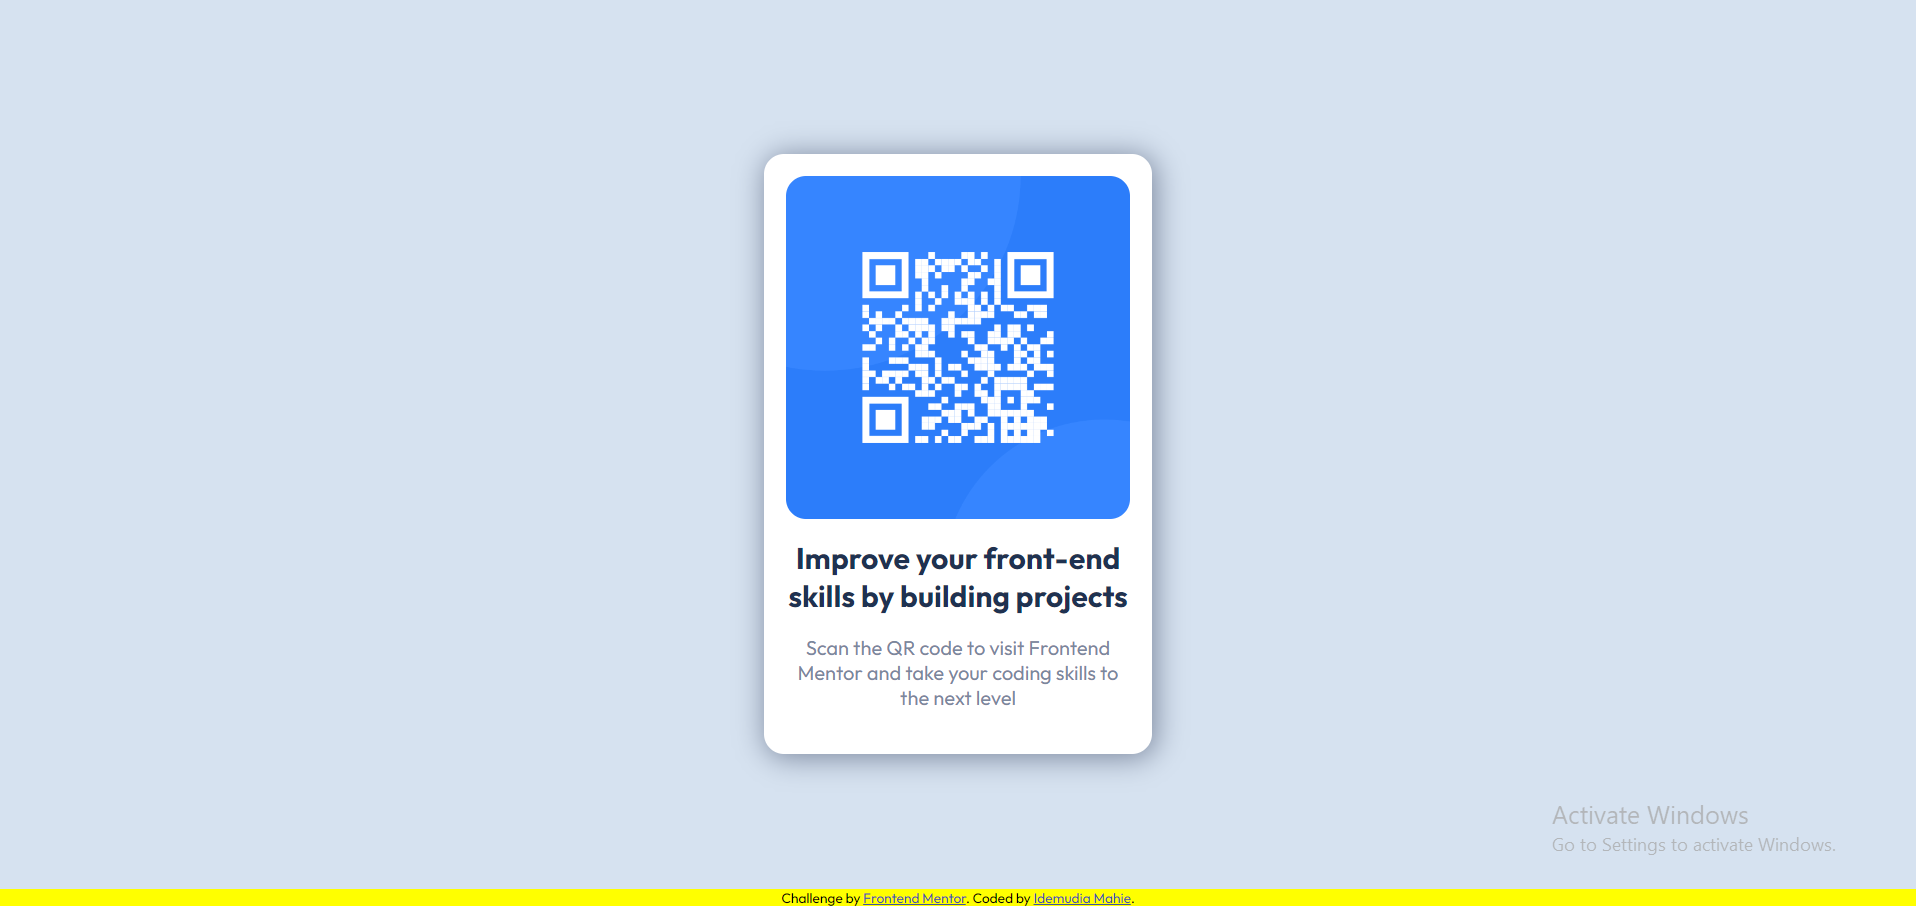 Improve your front-end
skills by building projects
Scan the QR code to visit Frontend
Mentor and take your coding skills to
the next level
Activate Windows
Go to Settings to activate Windows.
Challenge by Frontend Mentor. Coded by Idemudia Mahie.